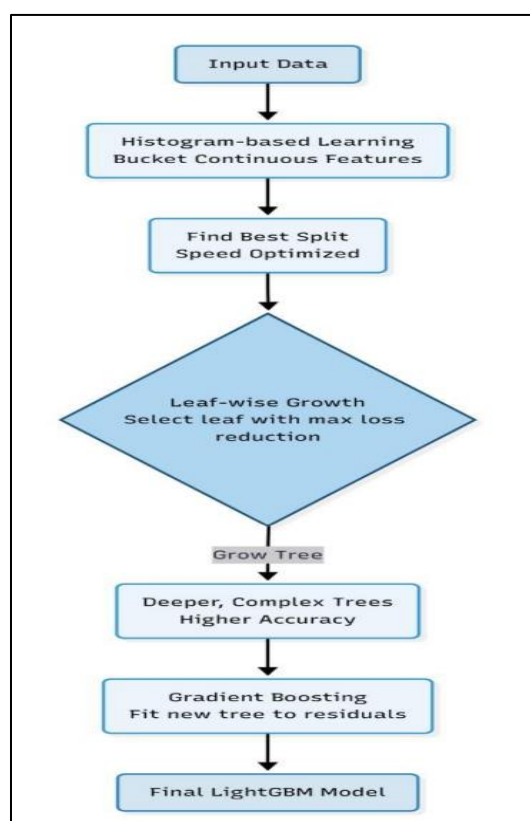 Input Data
Histogram-based Learning
Bucket Continuous Features
Find Best Split
Speed Optimized
Leaf-wise Growth
Select leaf with max loss
reduction
Grow Tree
Deeper, Complex Trees
Higher Accuracy
Gradient Boosting
Fit new tree to residuals
Final LightGBM Model